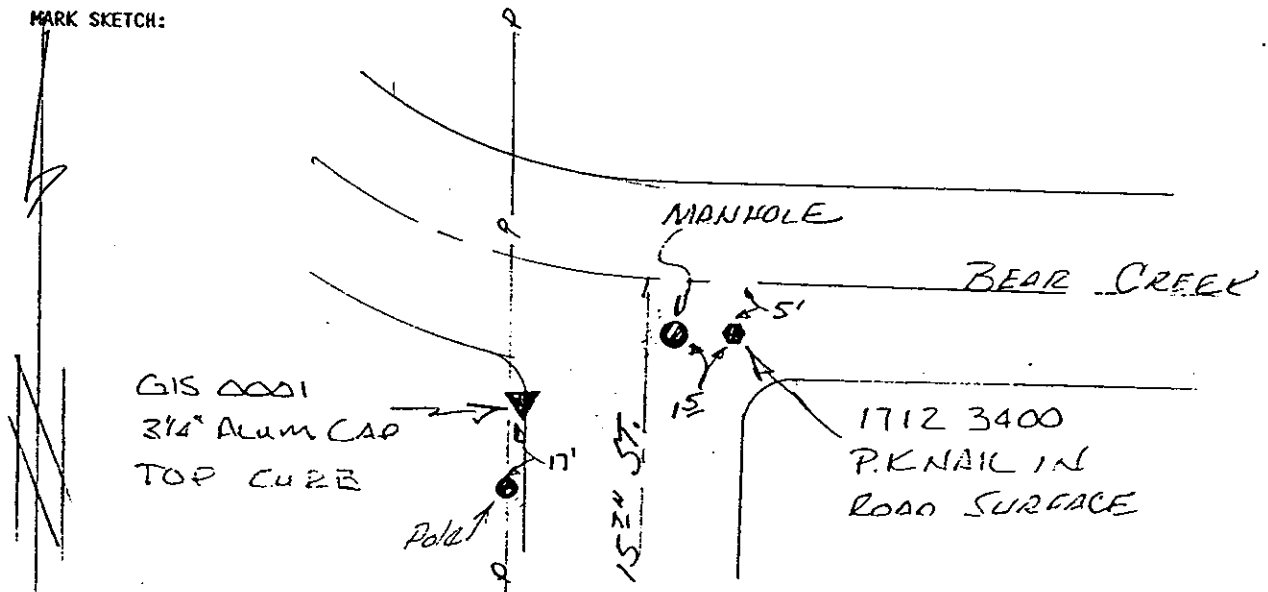 MARK SKETCH:
MANHOLE
BEAR CREEK
5'
15
GIS 0001
3 1/4" ALUM CAP
TOP CURB
17'
Pole
15TH ST.
1712 3400
P.K NAIL IN
ROAD SURFACE